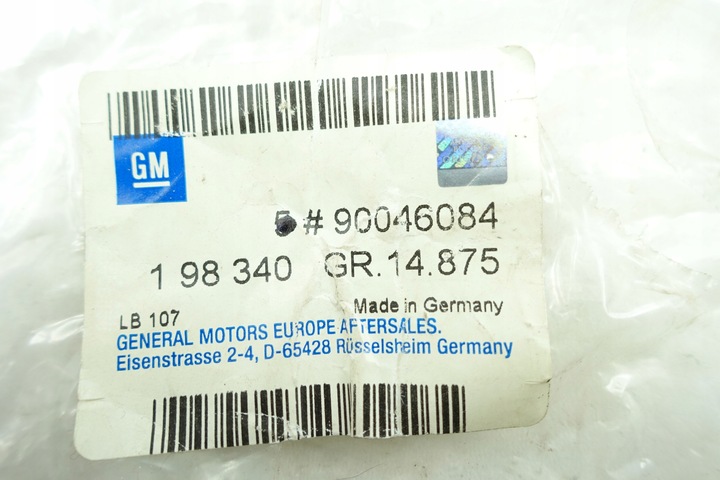 GM
5 # 90046084
1 98 340 GR.14.875
LB 107 Made in Germany
GENERAL MOTORS EUROPE AFTERSALES.
Eisenstrasse 2-4, D-65428 Rüsselsheim Germany